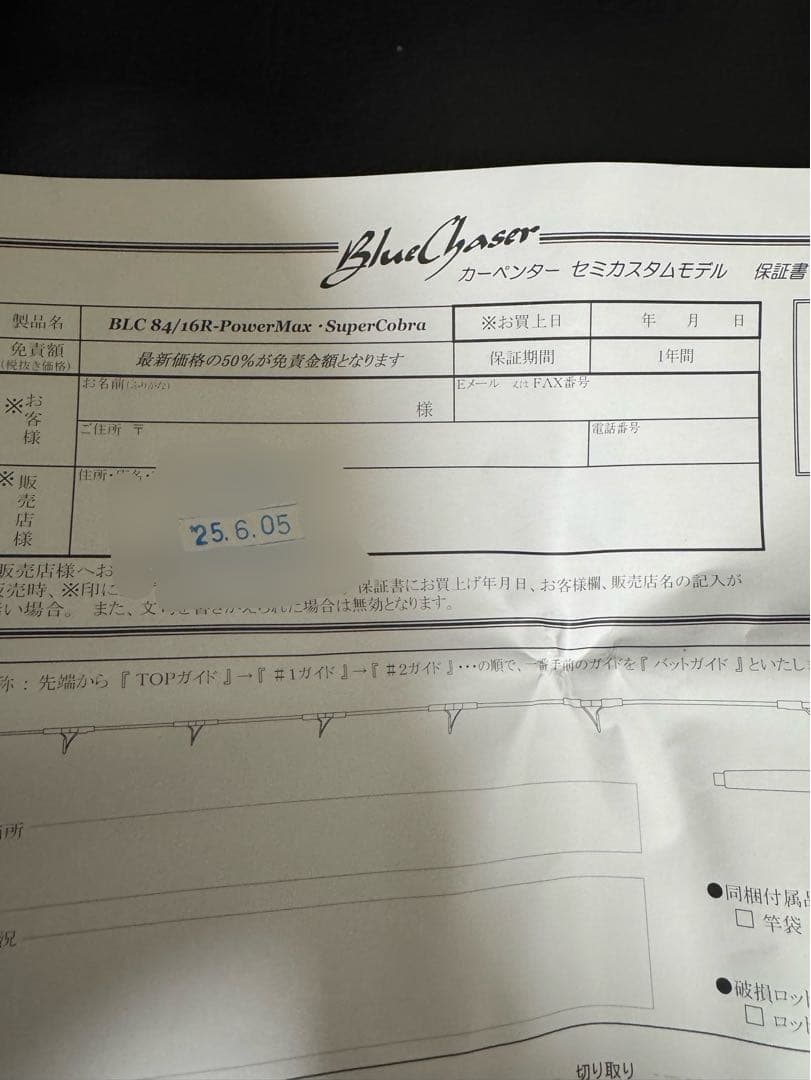 BlueChaser
カーペンター セミカスタムモデル 保証書
製品名 BLC 84/16R-PowerMax・SuperCobra ※お買上日 年 月 日
免責額 (税抜き価格) 最新価格の50%が免責金額となります 保証期間 1年間
※お客様 お名前(ふりがな) 様 Eメール 又は FAX番号
ご住所 〒 電話番号
※販売店様 住所・店名・
'25.6.05
販売店様へお
売時、※印に 保証書にお買上げ年月日、お客様欄、販売店名の記入が
い場合。 また、文 場合は無効となります。
称 : 先端から『 TOPガイド 』→『 #1ガイド 』→『 #2ガイド 』・・・の順で、一番手前のガイドを『 バットガイド 』といたしま
所
況
●同梱付属品
□ 竿袋
●破損ロッド
□ ロッド
切り取り